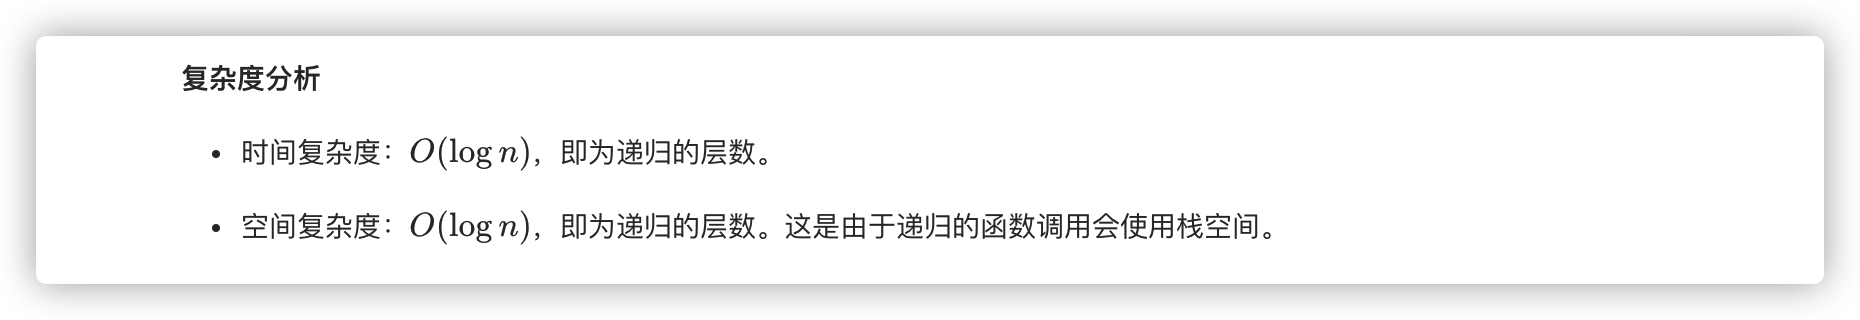 复杂度分析
• 时间复杂度：O(log n)，即为递归的层数。
• 空间复杂度：O(log n)，即为递归的层数。这是由于递归的函数调用会使用栈空间。